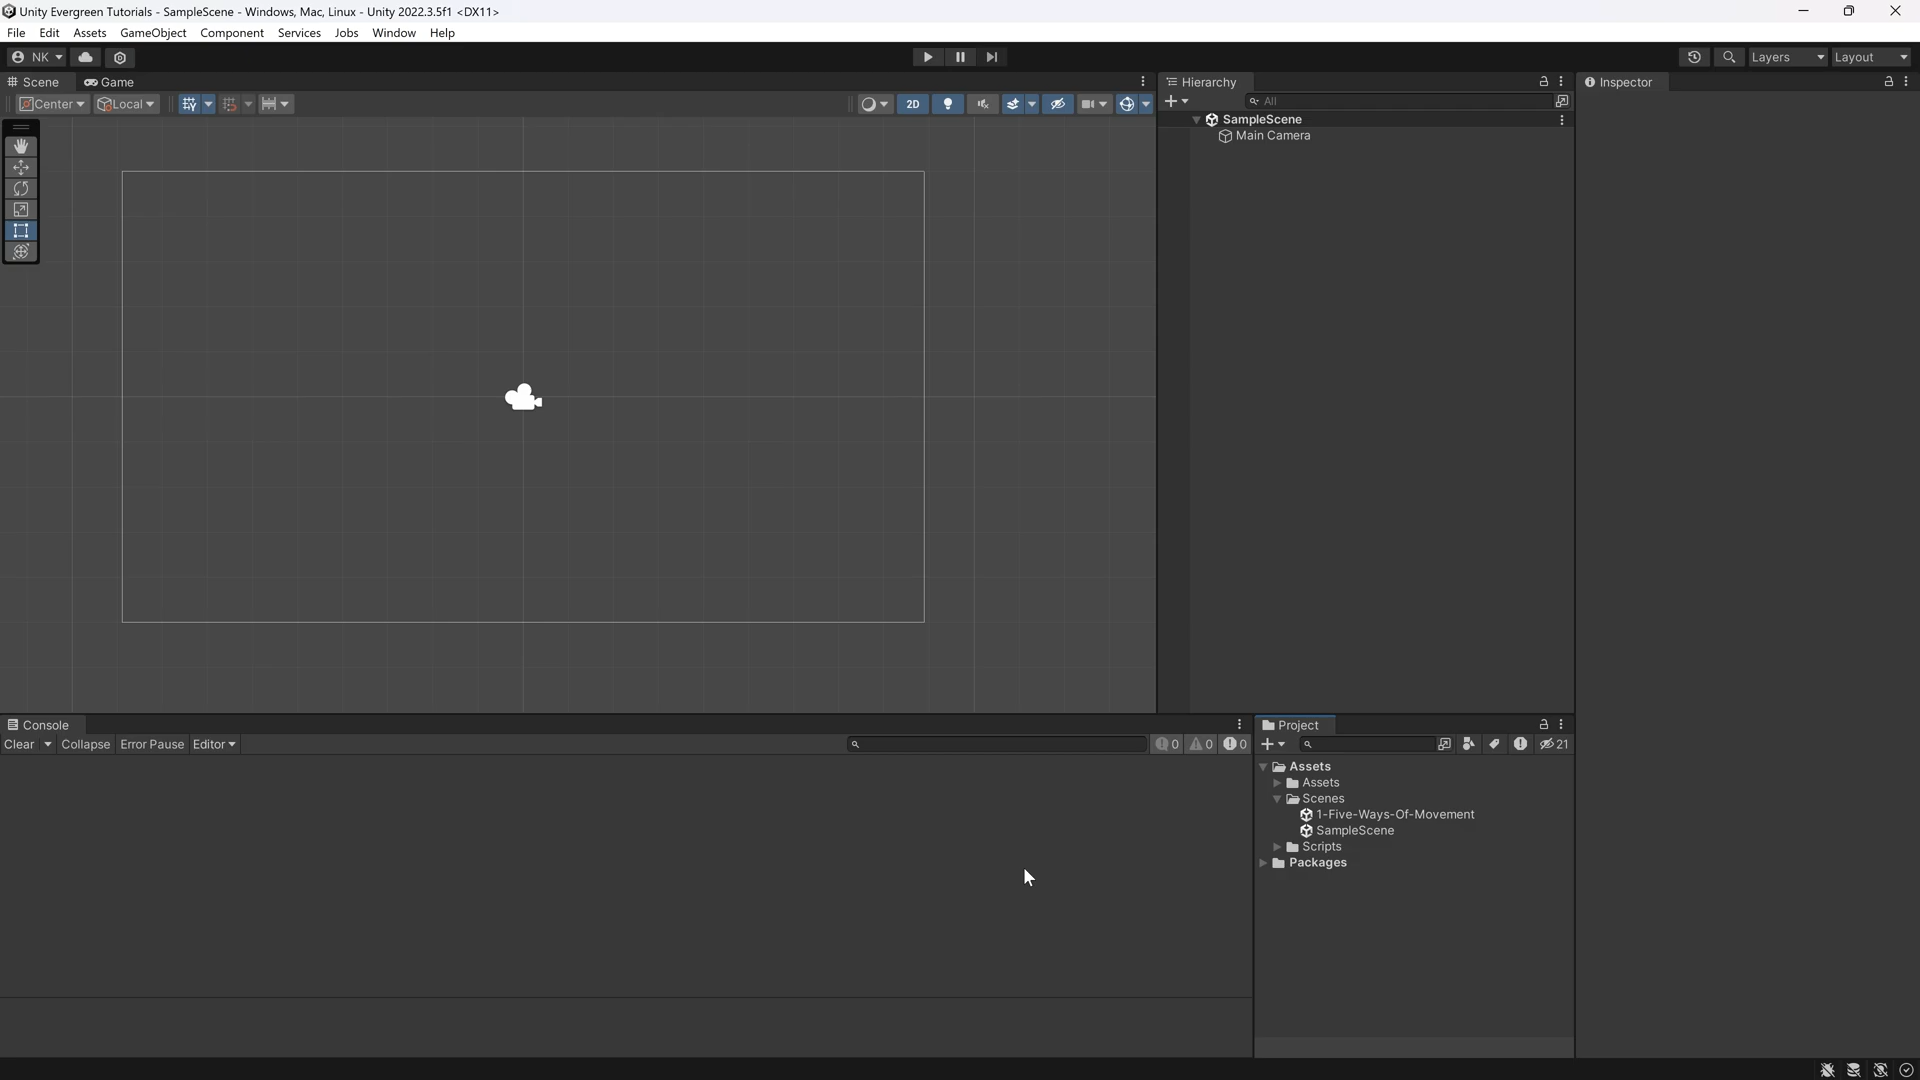 Unity Evergreen Tutorials - SampleScene - Windows, Mac, Linux - Unity 2022.3.5f1 <DX11>
File Edit Assets GameObject Component Services Jobs Window Help
NK Layers Layout
Scene Game
Center Local 2D
Hierarchy
All
SampleScene
Main Camera
Inspector
Console
Clear Collapse Error Pause Editor 0 0 0
Project
21
Assets
Assets
Scenes
1-Five-Ways-Of-Movement
SampleScene
Scripts
Packages